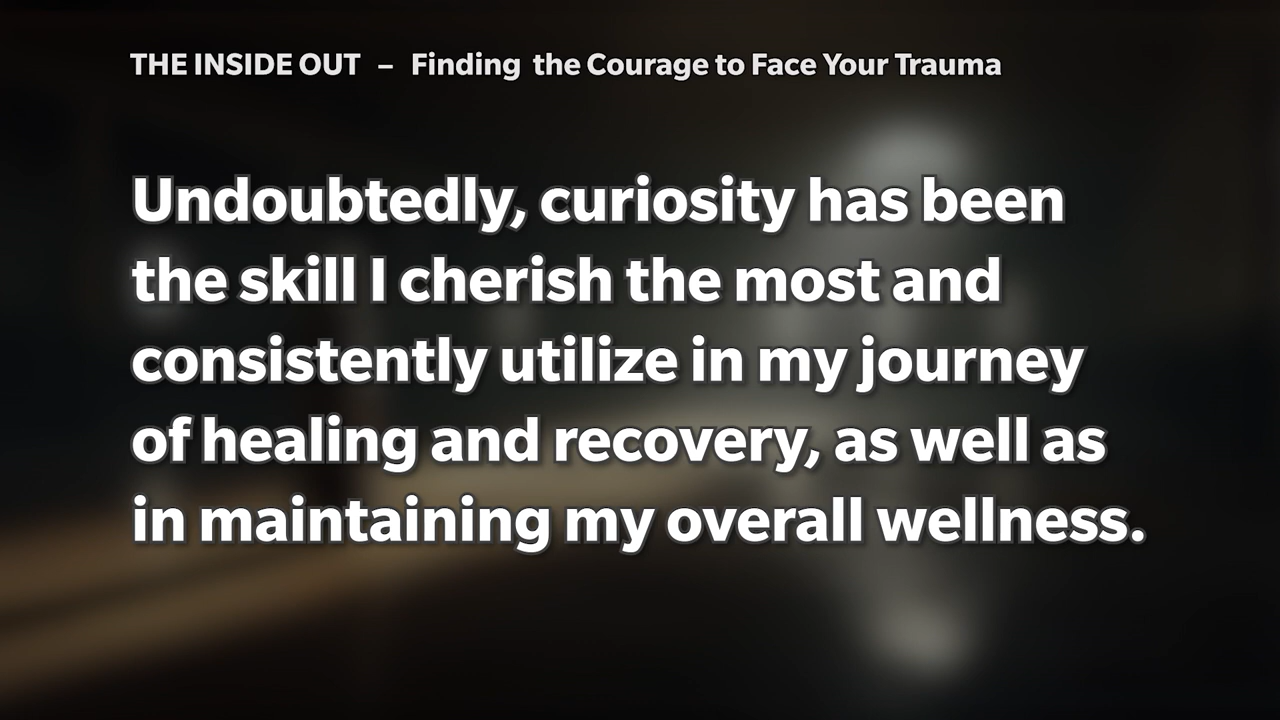 THE INSIDE OUT – Finding the Courage to Face Your Trauma
Undoubtedly, curiosity has been
the skill I cherish the most and
consistently utilize in my journey
of healing and recovery, as well as
in maintaining my overall wellness.